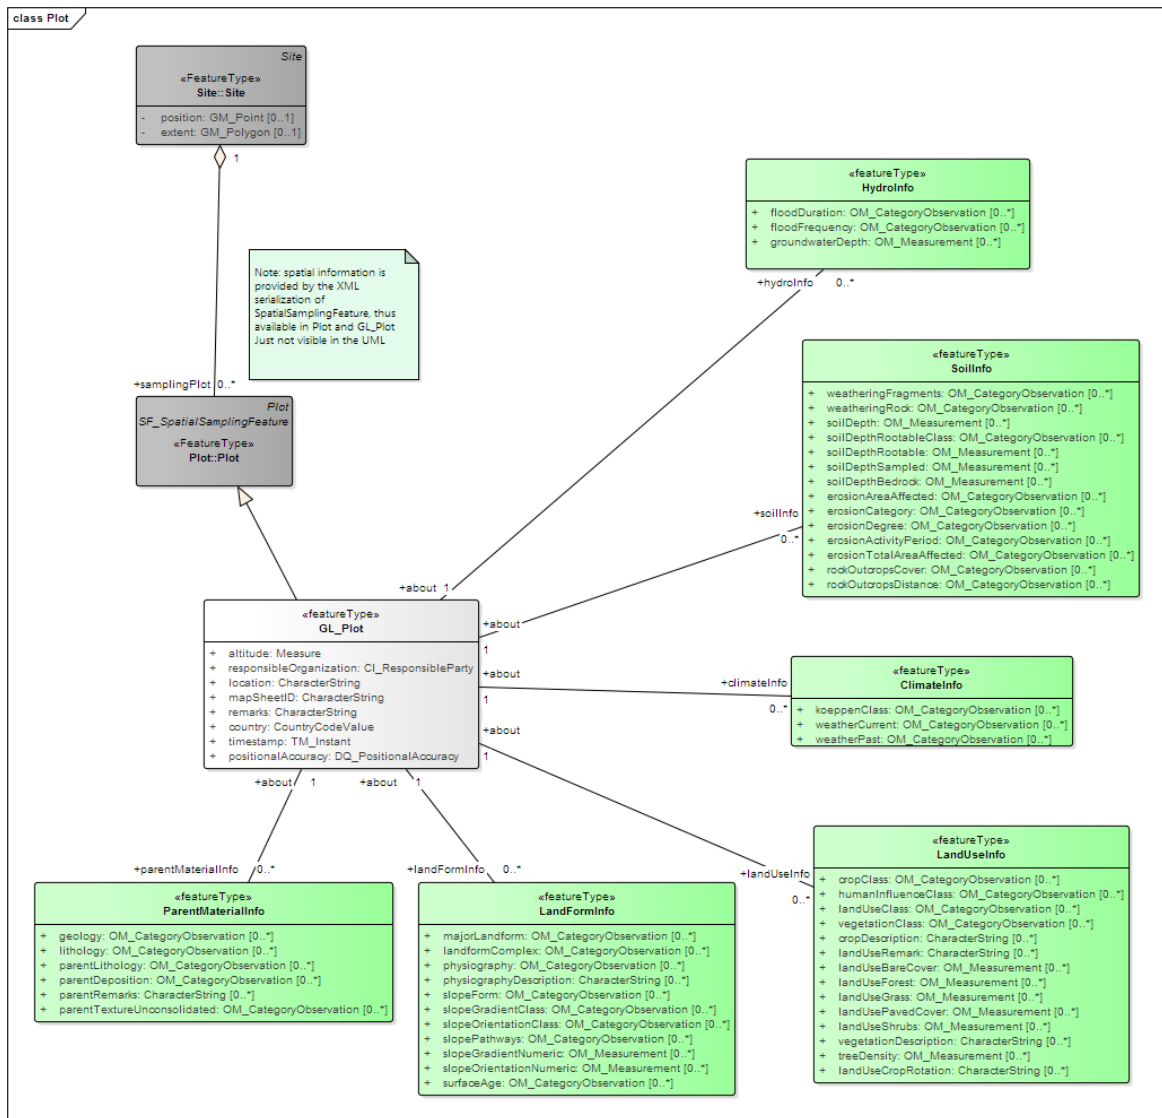 class Plot
Site
«FeatureType»
Site::Site
- position: GM_Point [0..1]
- extent: GM_Polygon [0..1]
1
Note: spatial information is
provided by the XML
serialization of
SpatialSamplingFeature, thus
available in Plot and GL_Plot
Just not visible in the UML
+samplingPlot 0..*
Plot
SF_SpatialSamplingFeature
«FeatureType»
Plot::Plot
«featureType»
HydroInfo
+ floodDuration: OM_CategoryObservation [0..*]
+ floodFrequency: OM_CategoryObservation [0..*]
+ groundwaterDepth: OM_Measurement [0..*]
+hydroInfo 0..*
«featureType»
SoilInfo
+ weatheringFragments: OM_CategoryObservation [0..*]
+ weatheringRock: OM_CategoryObservation [0..*]
+ soilDepth: OM_Measurement [0..*]
+ soilDepthRootableClass: OM_CategoryObservation [0..*]
+ soilDepthRootable: OM_Measurement [0..*]
+ soilDepthSampled: OM_Measurement [0..*]
+ soilDepthBedrock: OM_Measurement [0..*]
+ erosionAreaAffected: OM_CategoryObservation [0..*]
+ erosionCategory: OM_CategoryObservation [0..*]
+ erosionDegree: OM_CategoryObservation [0..*]
+ erosionActivityPeriod: OM_CategoryObservation [0..*]
+ erosionTotalAreaAffected: OM_CategoryObservation [0..*]
+ rockOutcropsCover: OM_CategoryObservation [0..*]
+ rockOutcropsDistance: OM_CategoryObservation [0..*]
+soilInfo
0..*
+about 1
«featureType»
GL_Plot
+ altitude: Measure
+ responsibleOrganization: CI_ResponsibleParty
+ location: CharacterString
+ mapSheetID: CharacterString
+ remarks: CharacterString
+ country: CountryCodeValue
+ timestamp: TM_Instant
+ positionalAccuracy: DQ_PositionalAccuracy
+about
1
+about
1
+about
1
+climateInfo
0..*
«featureType»
ClimateInfo
+ koeppenClass: OM_CategoryObservation [0..*]
+ weatherCurrent: OM_CategoryObservation [0..*]
+ weatherPast: OM_CategoryObservation [0..*]
+about 1
+about 1
+parentMaterialInfo 0..*
+landFormInfo 0..*
+landUseInfo
0..*
«featureType»
ParentMaterialInfo
+ geology: OM_CategoryObservation [0..*]
+ lithology: OM_CategoryObservation [0..*]
+ parentLithology: OM_CategoryObservation [0..*]
+ parentDeposition: OM_CategoryObservation [0..*]
+ parentRemarks: CharacterString [0..*]
+ parentTextureUnconsolidated: OM_CategoryObservation [0..*]
«featureType»
LandFormInfo
+ majorLandform: OM_CategoryObservation [0..*]
+ landformComplex: OM_CategoryObservation [0..*]
+ physiography: OM_CategoryObservation [0..*]
+ physiographyDescription: CharacterString [0..*]
+ slopeForm: OM_CategoryObservation [0..*]
+ slopeGradientClass: OM_CategoryObservation [0..*]
+ slopeOrientationClass: OM_CategoryObservation [0..*]
+ slopePathways: OM_CategoryObservation [0..*]
+ slopeGradientNumeric: OM_Measurement [0..*]
+ slopeOrientationNumeric: OM_Measurement [0..*]
+ surfaceAge: OM_CategoryObservation [0..*]
«featureType»
LandUseInfo
+ cropClass: OM_CategoryObservation [0..*]
+ humanInfluenceClass: OM_CategoryObservation [0..*]
+ landUseClass: OM_CategoryObservation [0..*]
+ vegetationClass: OM_CategoryObservation [0..*]
+ cropDescription: CharacterString [0..*]
+ landUseRemark: CharacterString [0..*]
+ landUseBareCover: OM_Measurement [0..*]
+ landUseForest: OM_Measurement [0..*]
+ landUseGrass: OM_Measurement [0..*]
+ landUsePavedCover: OM_Measurement [0..*]
+ landUseShrubs: OM_Measurement [0..*]
+ vegetationDescription: CharacterString [0..*]
+ treeDensity: OM_Measurement [0..*]
+ landUseCropRotation: CharacterString [0..*]